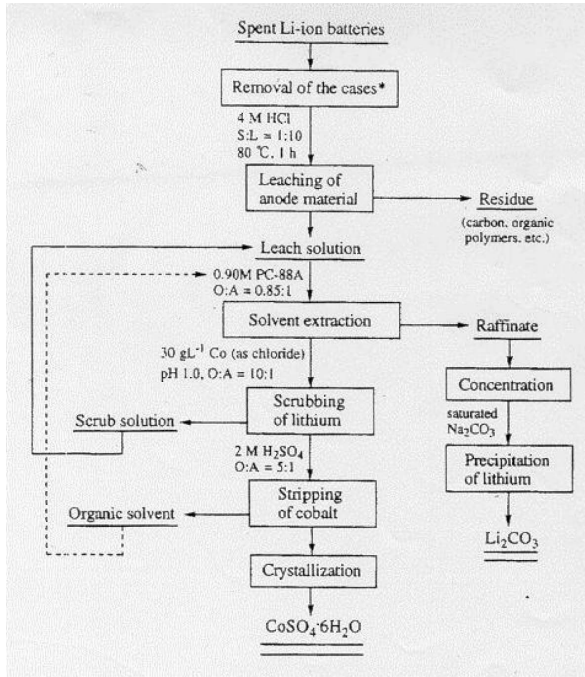 Spent Li-ion batteries
Removal of the cases*
4 M HCl
S:L = 1:10
80 °C, 1 h
Leaching of
anode material
Residue
(carbon, organic
polymers, etc.)
Leach solution
0.90M PC-88A
O:A = 0.85:1
Solvent extraction
Raffinate
30 gL⁻¹ Co (as chloride)
pH 1.0, O:A = 10:1
Concentration
Scrubbing
of lithium
Scrub solution
saturated
Na₂CO₃
2 M H₂SO₄
O:A = 5:1
Precipitation
of lithium
Stripping
of cobalt
Organic solvent
Li₂CO₃
Crystallization
CoSO₄·6H₂O